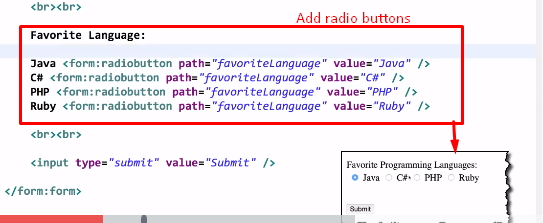 <br><br>
Add radio buttons
Favorite Language:
Java <form:radiobutton path="favoriteLanguage" value="Java" />
C# <form:radiobutton path="favoriteLanguage" value="C#" />
PHP <form:radiobutton path="favoriteLanguage" value="PHP" />
Ruby <form:radiobutton path="favoriteLanguage" value="Ruby" />
<br><br>
<input type="submit" value="Submit" />
</form:form>
Favorite Programming Languages:
Java C# PHP Ruby
Submit